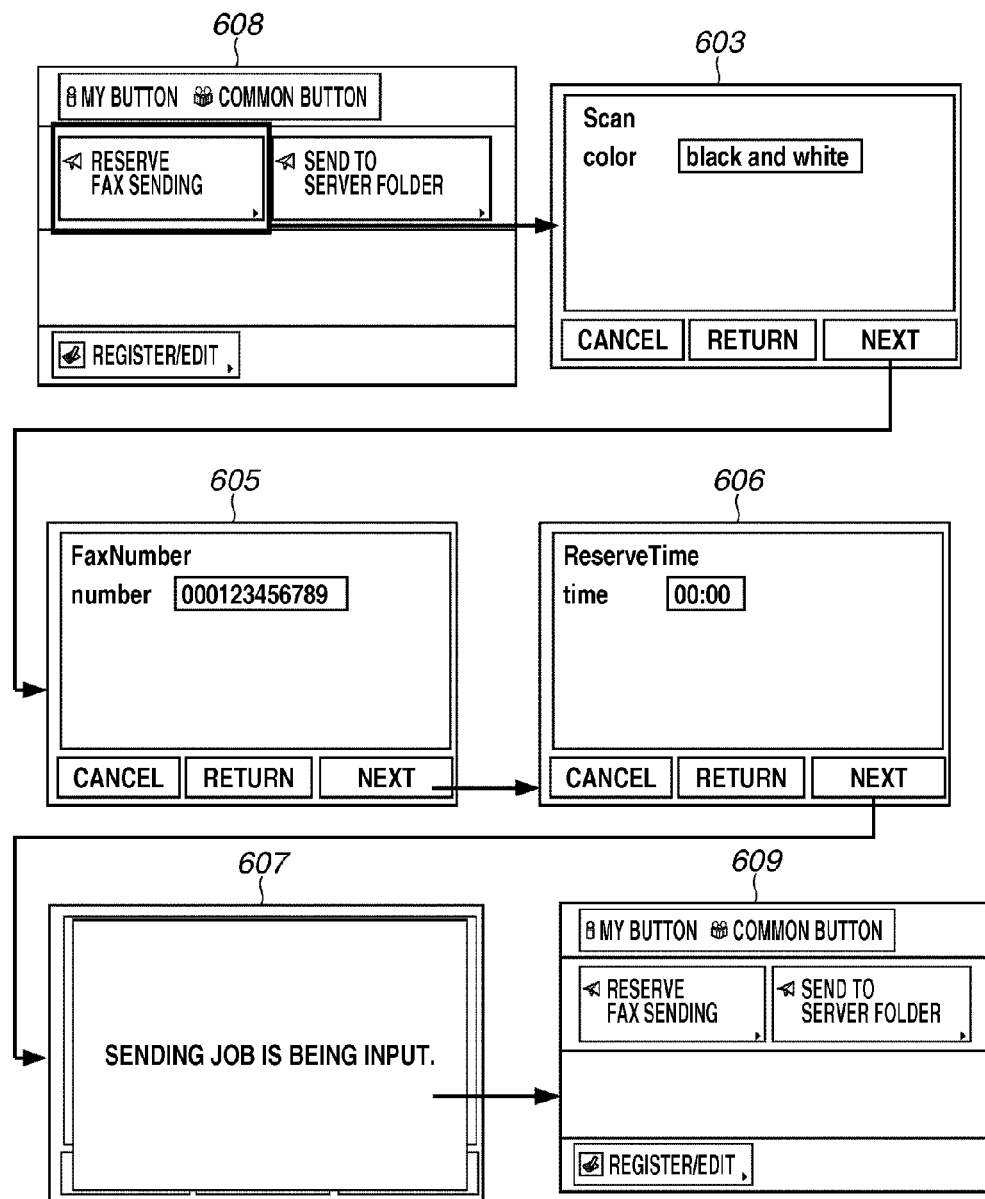 608
603
MY BUTTON COMMON BUTTON
RESERVE
FAX SENDING
SEND TO
SERVER FOLDER
REGISTER/EDIT
Scan
color black and white
CANCEL RETURN NEXT
605
606
FaxNumber
number 000123456789
CANCEL RETURN NEXT
ReserveTime
time 00:00
CANCEL RETURN NEXT
607
609
SENDING JOB IS BEING INPUT.
MY BUTTON COMMON BUTTON
RESERVE
FAX SENDING
SEND TO
SERVER FOLDER
REGISTER/EDIT